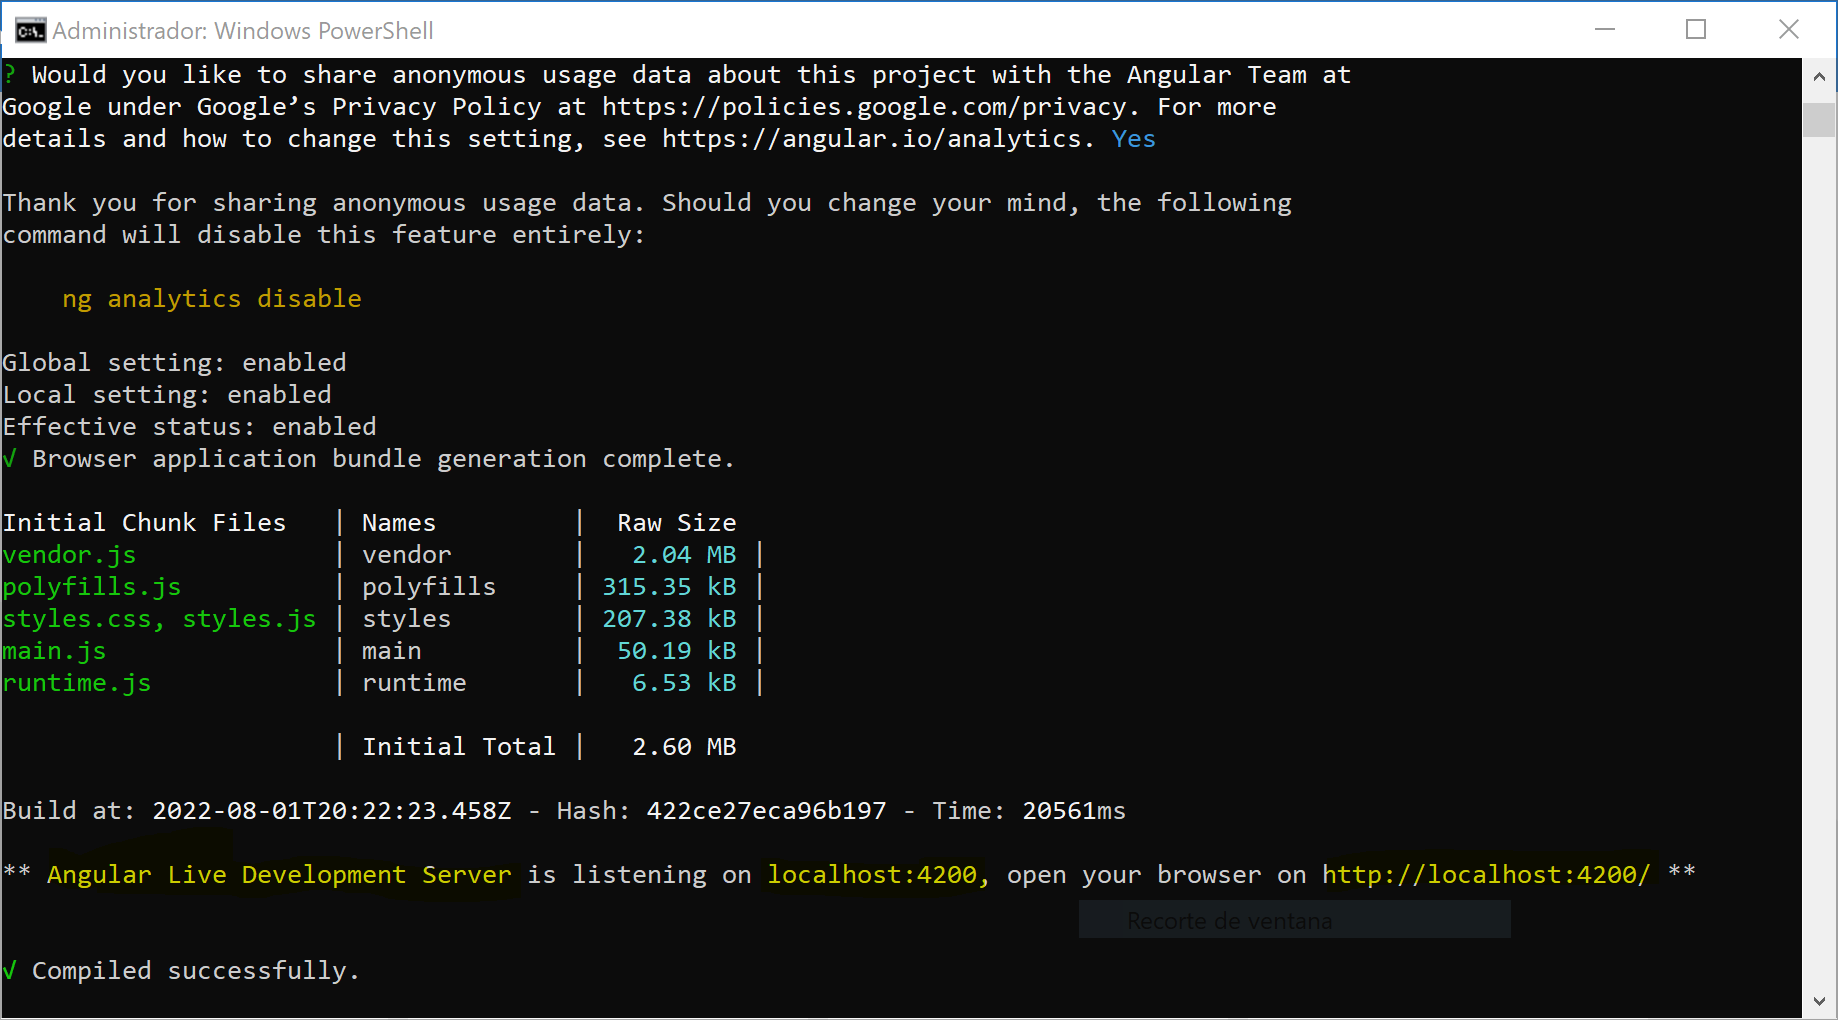 Administrador: Windows PowerShell
? Would you like to share anonymous usage data about this project with the Angular Team at
Google under Google’s Privacy Policy at https://policies.google.com/privacy. For more
details and how to change this setting, see https://angular.io/analytics. Yes
Thank you for sharing anonymous usage data. Should you change your mind, the following
command will disable this feature entirely:
ng analytics disable
Global setting: enabled
Local setting: enabled
Effective status: enabled
√ Browser application bundle generation complete.
Initial Chunk Files | Names | Raw Size
vendor.js | vendor | 2.04 MB |
polyfills.js | polyfills | 315.35 kB |
styles.css, styles.js | styles | 207.38 kB |
main.js | main | 50.19 kB |
runtime.js | runtime | 6.53 kB |
| Initial Total | 2.60 MB
Build at: 2022-08-01T20:22:23.458Z - Hash: 422ce27eca96b197 - Time: 20561ms
** Angular Live Development Server is listening on localhost:4200, open your browser on http://localhost:4200/ **
Recorte de ventana
√ Compiled successfully.